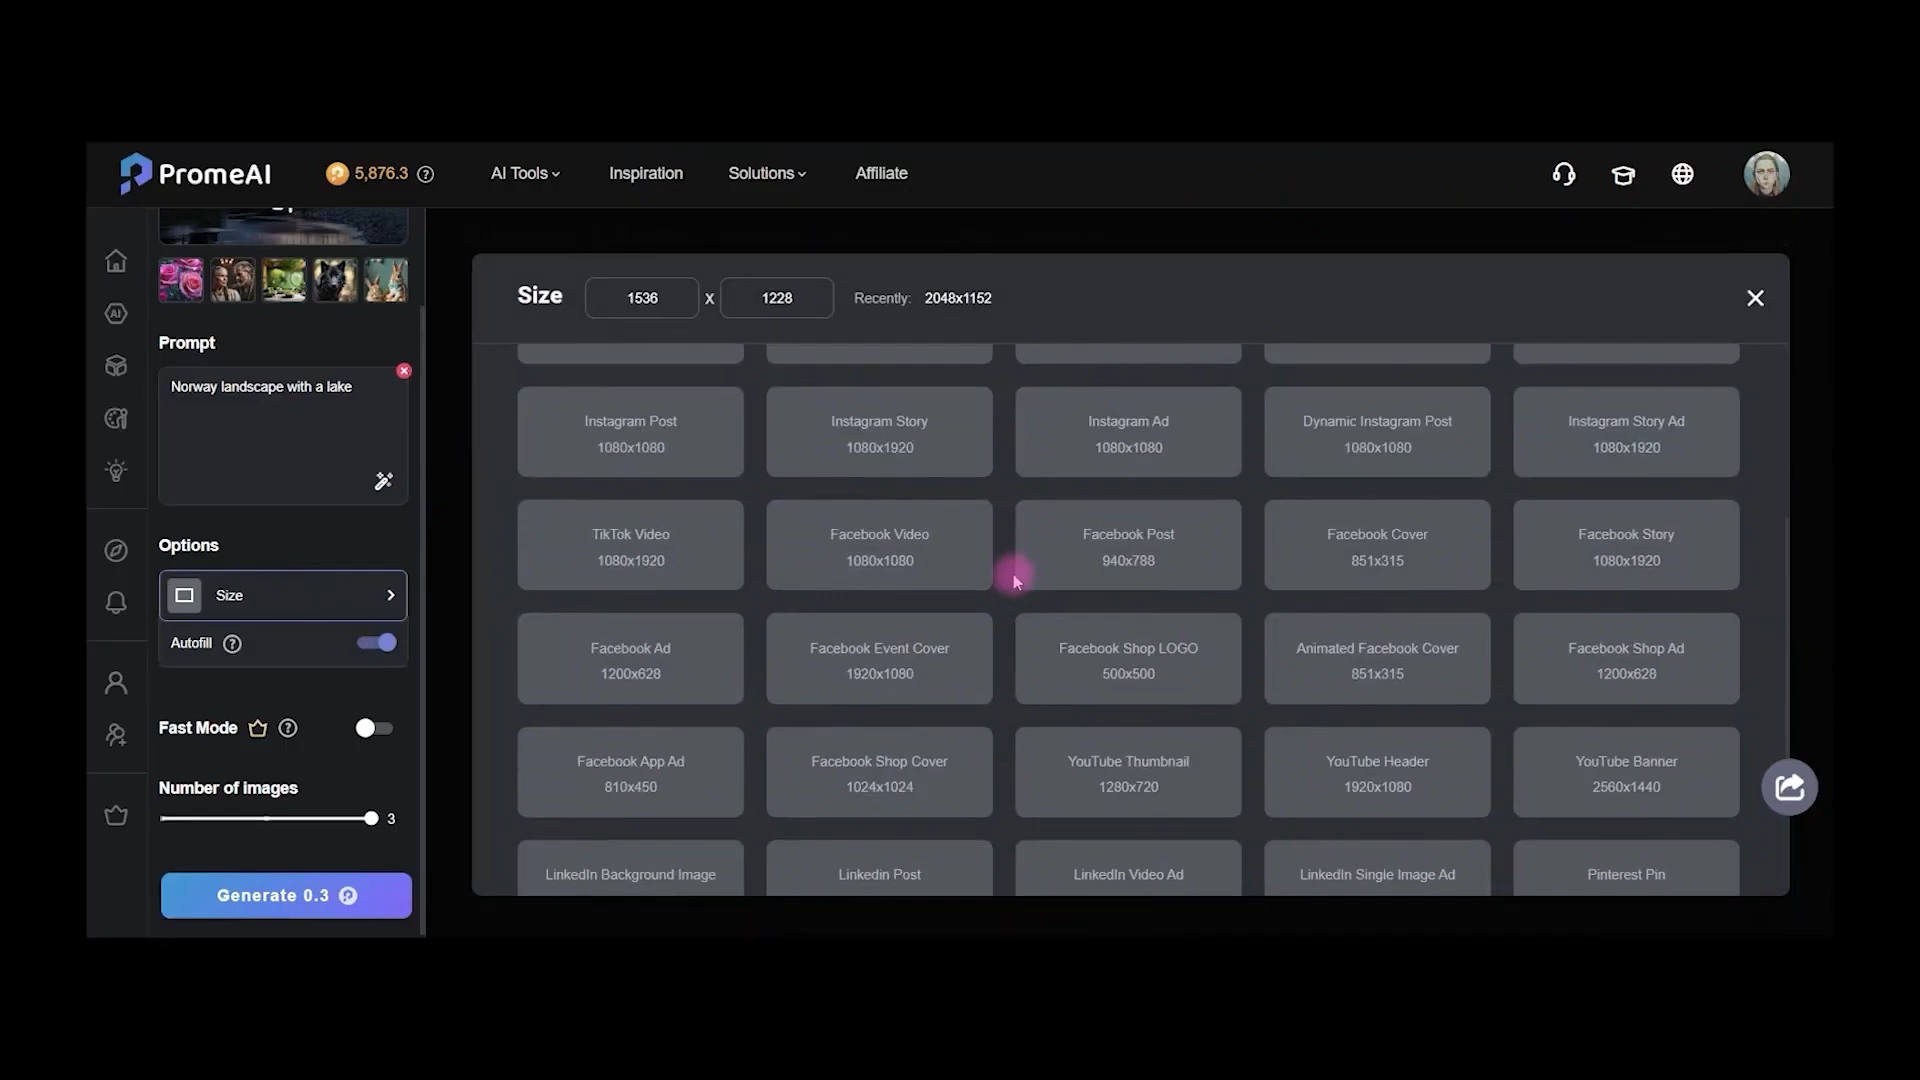 PromeAI
5,876.3
AI Tools
Inspiration
Solutions
Affiliate
Prompt
Norway landscape with a lake
Options
Size
Autofill
Fast Mode
Number of images
3
Generate 0.3
Size
1536
x
1228
Recently: 2048x1152
Instagram Post
1080x1080
Instagram Story
1080x1920
Instagram Ad
1080x1080
Dynamic Instagram Post
1080x1080
Instagram Story Ad
1080x1920
TikTok Video
1080x1920
Facebook Video
1080x1080
Facebook Post
940x788
Facebook Cover
851x315
Facebook Story
1080x1920
Facebook Ad
1200x628
Facebook Event Cover
1920x1080
Facebook Shop LOGO
500x500
Animated Facebook Cover
851x315
Facebook Shop Ad
1200x628
Facebook App Ad
810x450
Facebook Shop Cover
1024x1024
YouTube Thumbnail
1280x720
YouTube Header
1920x1080
YouTube Banner
2560x1440
LinkedIn Background Image
Linkedin Post
LinkedIn Video Ad
LinkedIn Single Image Ad
Pinterest Pin